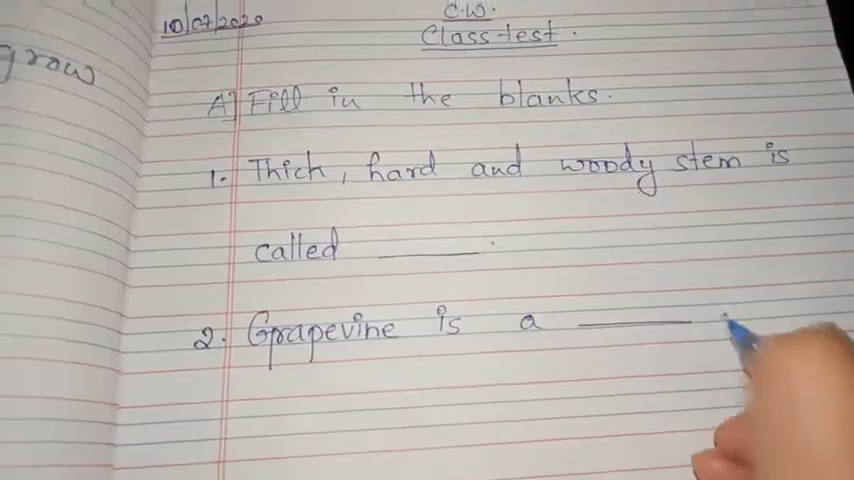 grow
10/07/2020
C.W.
Class test.
A] Fill in the blanks.
1. Thick, hard and woody stem is
called ______.
2. Grapevine is a ______